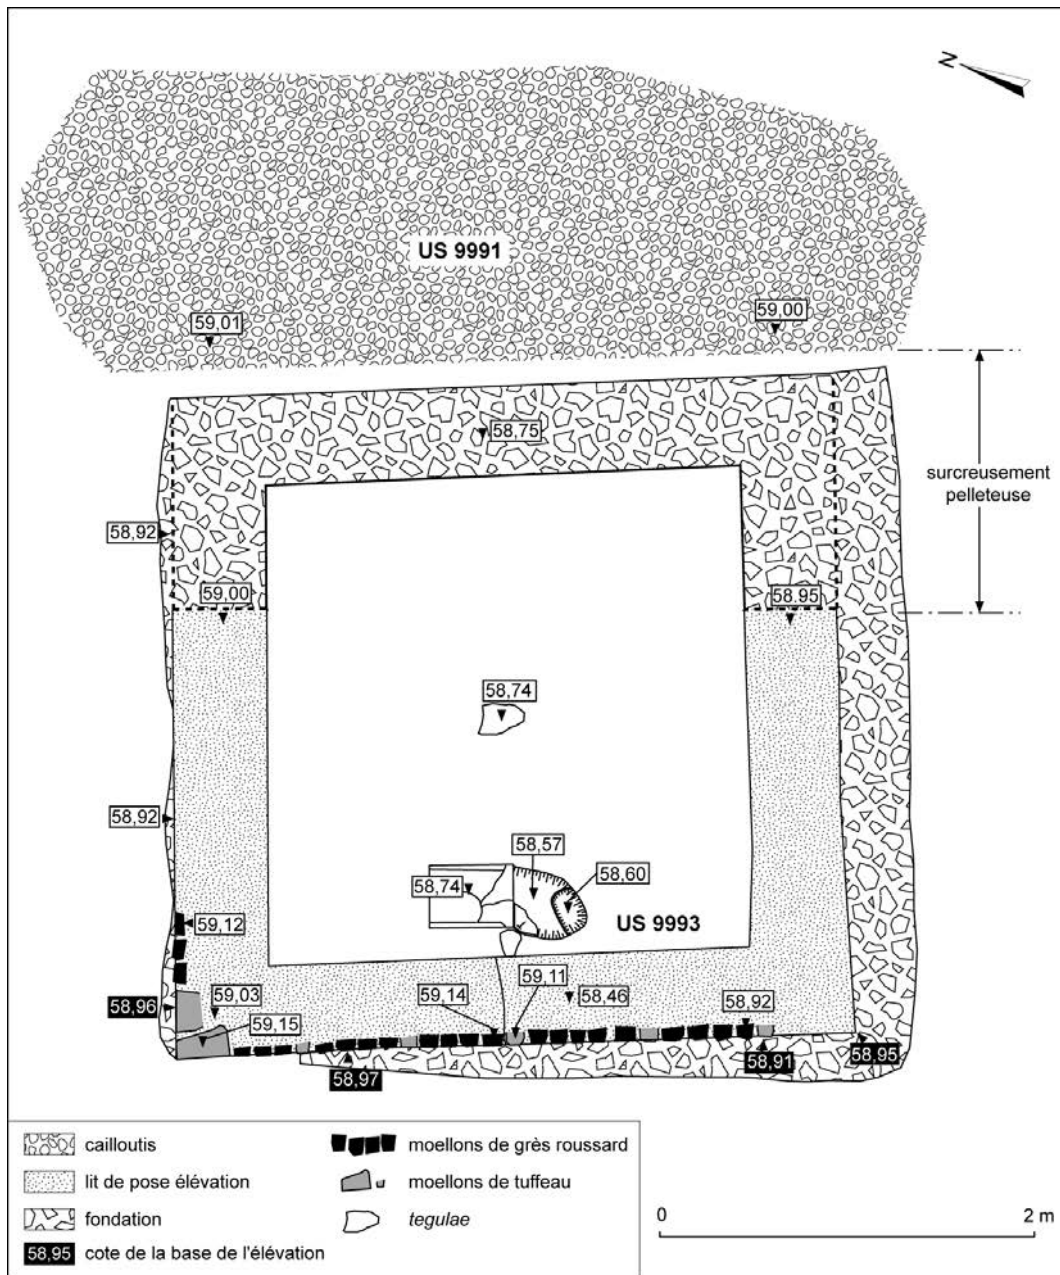 N
US 9991
59,01
59,00
58,75
surcreusement
pelleteuse
58,92
59,00
58.95
58,74
58,92
58,57
58,74
58,60
59,12
US 9993
58,96
59,03
59,14
59,11
58,46
58,92
59,15
58,97
58,91
58,95
cailloutis
moellons de grès roussard
lit de pose élévation
moellons de tuffeau
fondation
tegulae
58,95 cote de la base de l'élévation
0 2 m